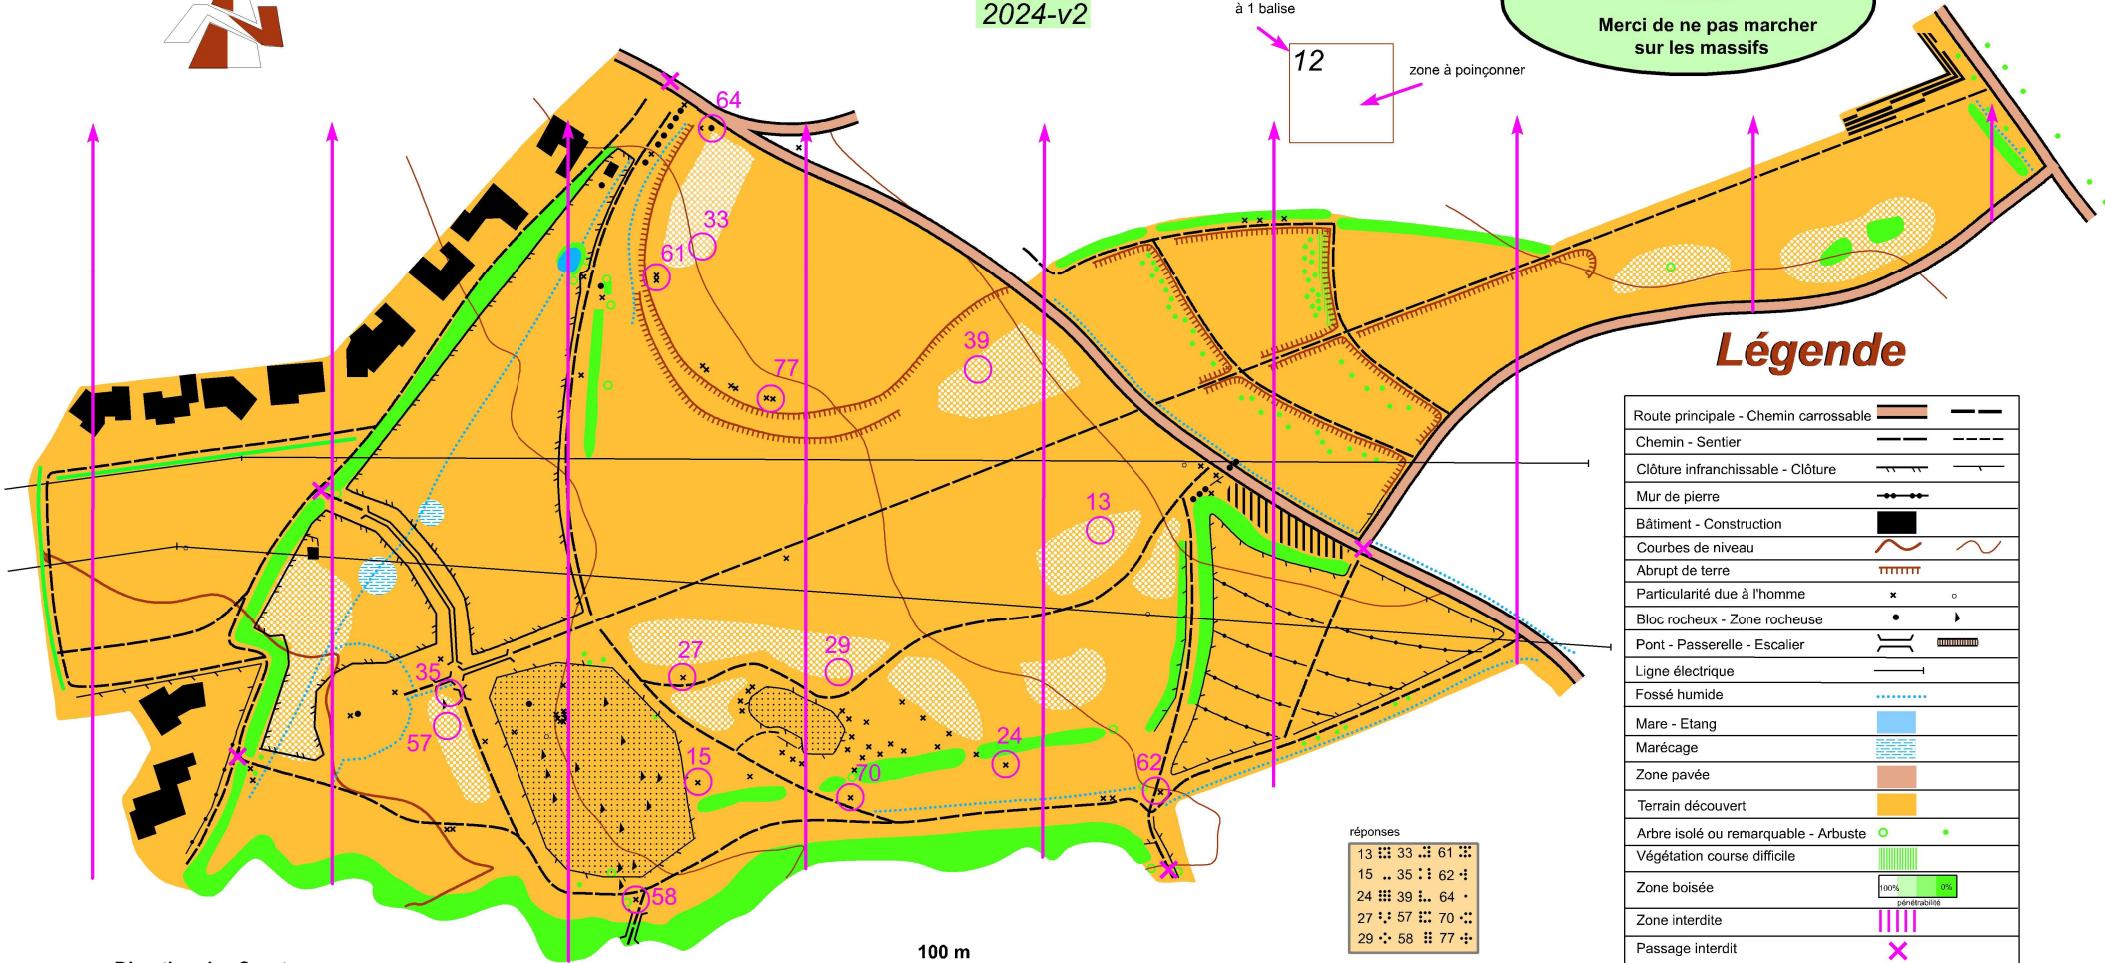 2024-v2
à 1 balise
12
zone à poinçonner
Merci de ne pas marcher
sur les massifs
64
33
61
39
77
13
27
29
35
57
15
70
24
62
58
Légende
Route principale - Chemin carrossable
Chemin - Sentier
Clôture infranchissable - Clôture
Mur de pierre
Bâtiment - Construction
Courbes de niveau
Abrupt de terre
Particularité due à l'homme
Bloc rocheux - Zone rocheuse
Pont - Passerelle - Escalier
Ligne électrique
Fossé humide
Mare - Etang
Marécage
Zone pavée
Terrain découvert
Arbre isolé ou remarquable - Arbuste
Végétation course difficile
Zone boisée 100% 0%
pénétrabilité
Zone interdite
Passage interdit
réponses
13 33 61
15 35 62
24 39 64
27 57 70
29 58 77
100 m